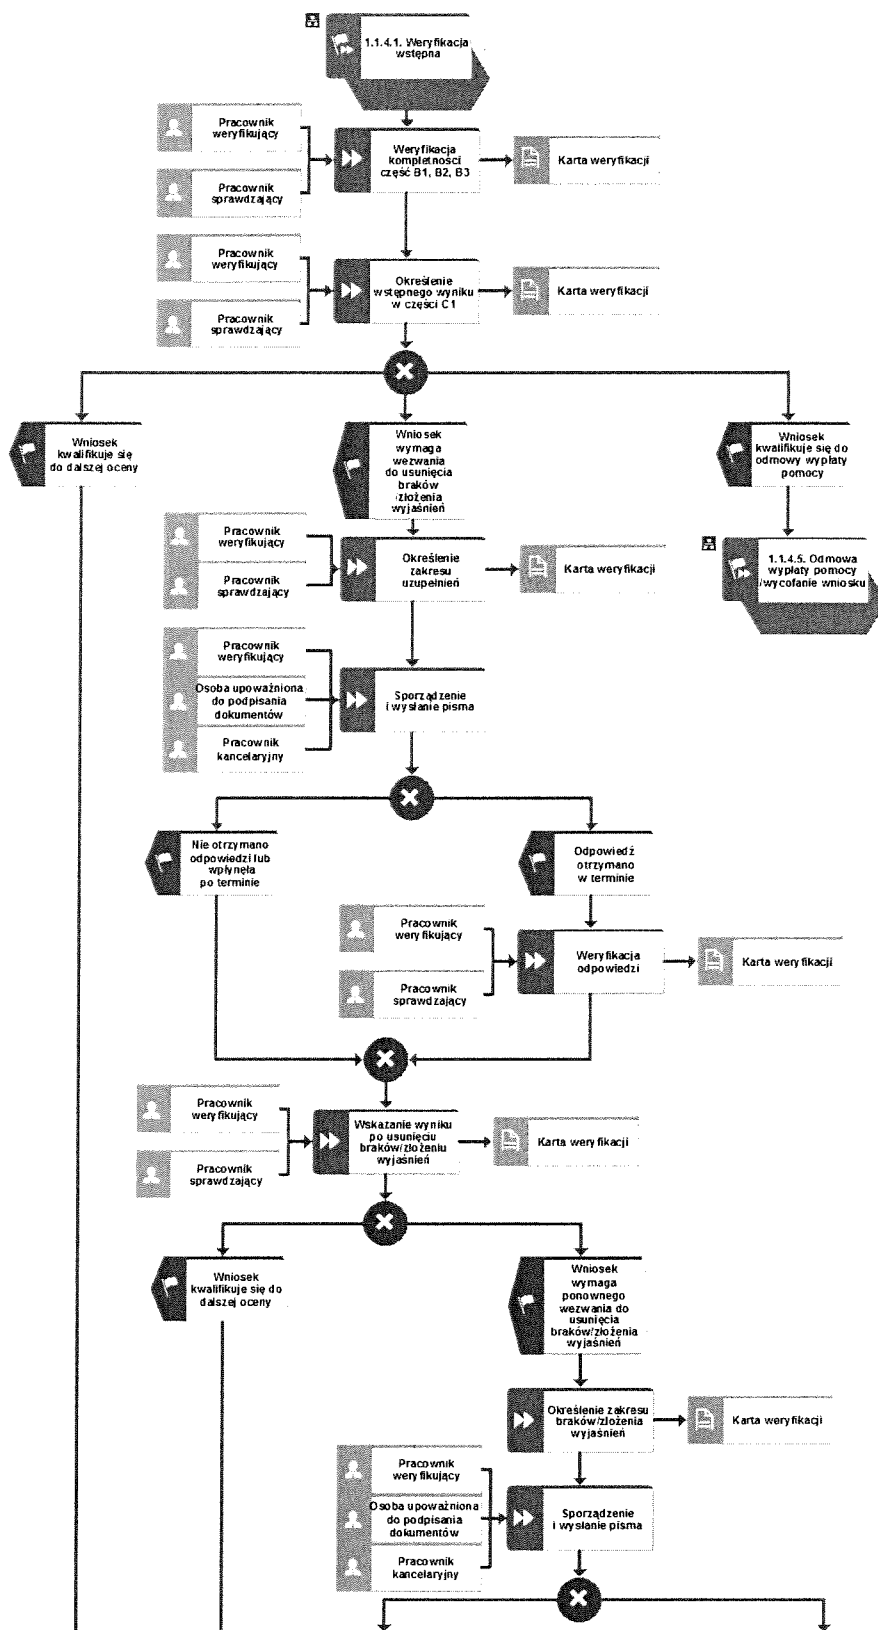 1.1.4.1. Weryfikacja
wstępna
Pracownik
weryfikujący
Pracownik
sprawdzający
Weryfikacja
kompletności
część B1, B2, B3
Karta weryfikacji
Pracownik
weryfikujący
Pracownik
sprawdzający
Określenie
wstępnego wyniku
w części C1
Karta weryfikacji
Wniosek
kwalifikuje się
do dalszej oceny
Wniosek
wymaga
wezwania
do usunięcia
braków
/złożenia
wyjaśnień
Wniosek
kwalifikuje się do
odmowy wypłaty
pomocy
Pracownik
weryfikujący
Pracownik
sprawdzający
Określenie
zakresu
uzupełnień
Karta weryfikacji
1.1.4.5. Odmowa
wypłaty pomocy
/wycofanie wniosku
Pracownik
weryfikujący
Osoba upoważniona
do podpisania
dokumentów
Pracownik
kancelaryjny
Sporządzenie
i wysłanie pisma
Nie otrzymano
odpowiedzi lub
wpłynęła
po terminie
Odpowiedź
otrzymano
w terminie
Pracownik
weryfikujący
Pracownik
sprawdzający
Weryfikacja
odpowiedzi
Karta weryfikacji
Pracownik
weryfikujący
Pracownik
sprawdzający
Wskazanie wyniku
po usunięciu
braków/złożeniu
wyjaśnień
Karta weryfikacji
Wniosek
kwalifikuje się do
dalszej oceny
Wniosek
wymaga
ponownego
wezwania do
usunięcia
braków/złożenia
wyjaśnień
Określenie zakresu
braków/złożenia
wyjaśnień
Karta weryfikacji
Pracownik
weryfikujący
Osoba upoważniona
do podpisania
dokumentów
Pracownik
kancelaryjny
Sporządzenie
i wysłanie pisma